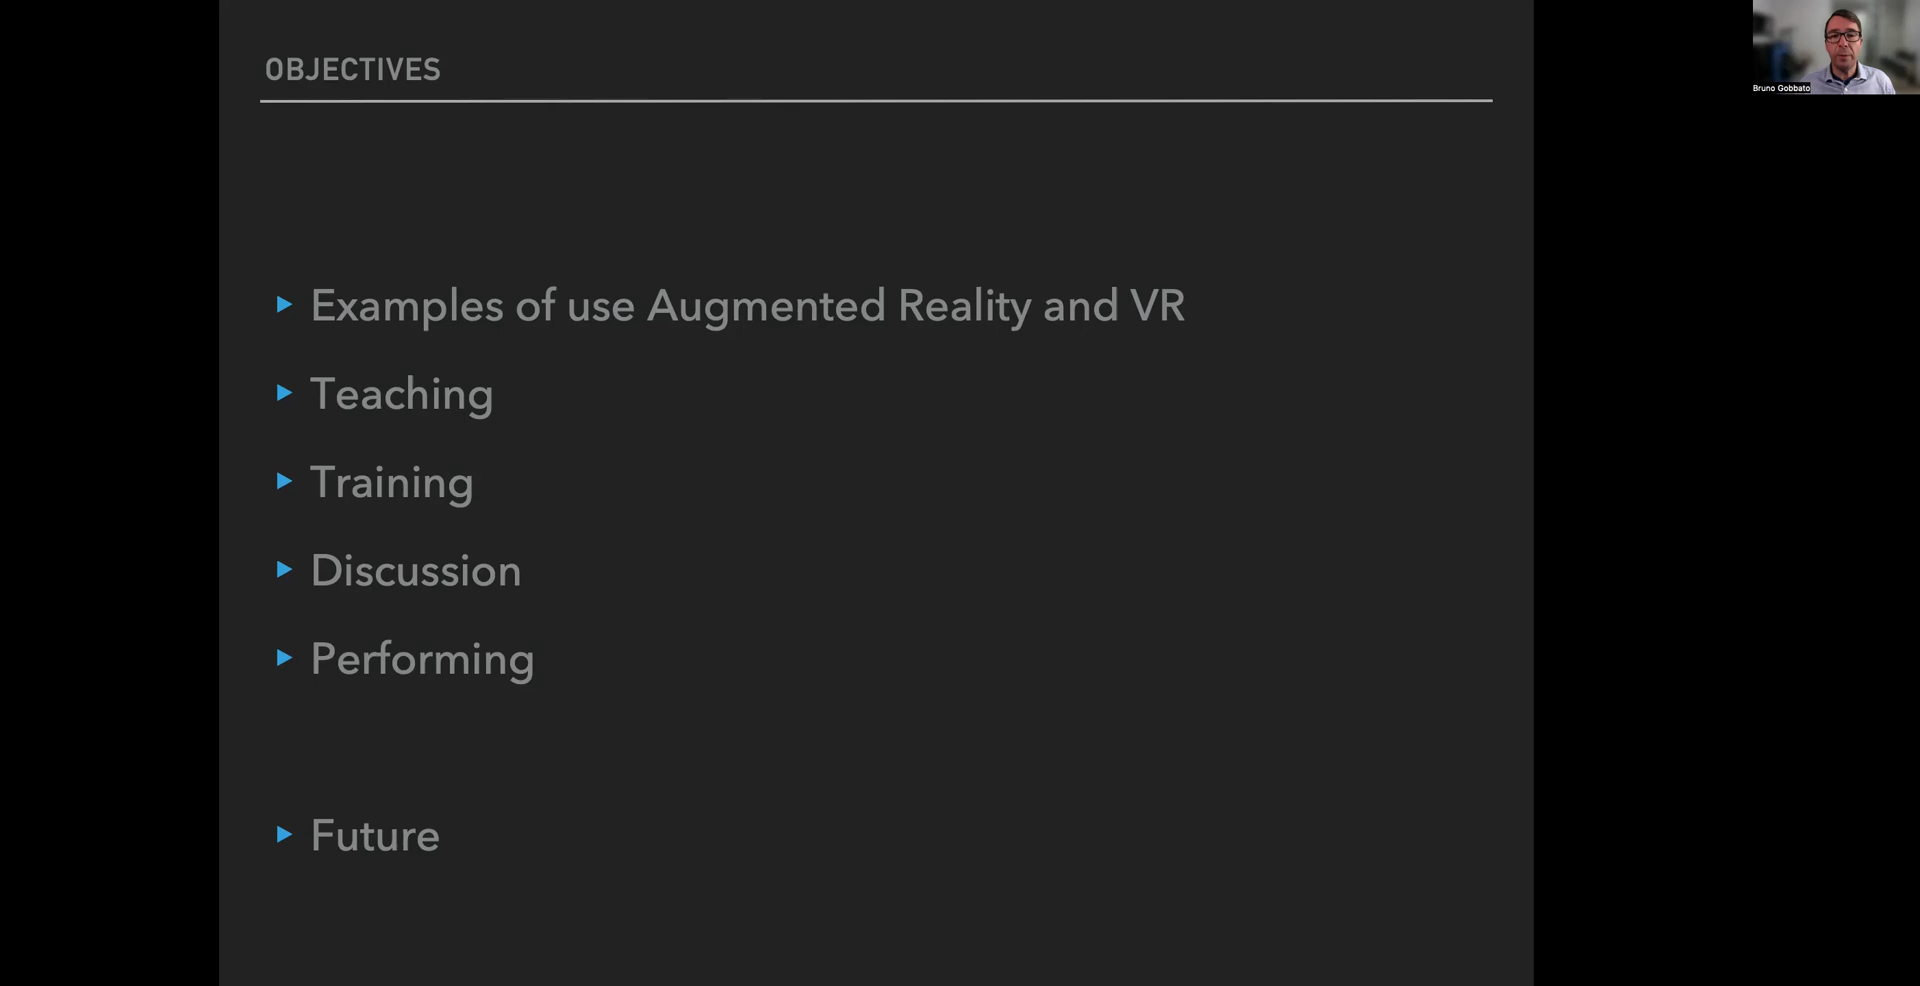 OBJECTIVES
Bruno Gobbato
Examples of use Augmented Reality and VR
Teaching
Training
Discussion
Performing
Future